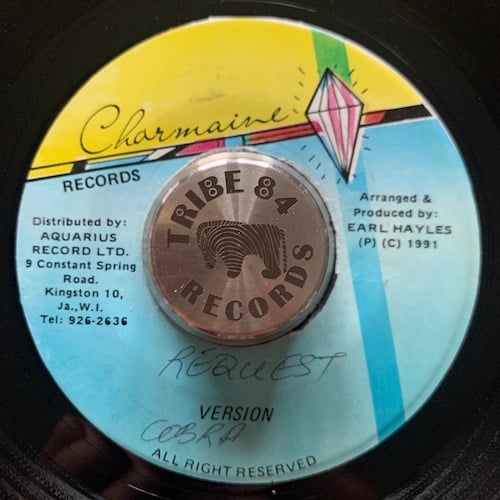 Charmaine
RECORDS
Distributed by:
AQUARIUS
RECORD LTD.
9 Constant Spring
Road.
Kingston 10,
Ja.,W.I.
Tel: 926-2636
TRIBE 84
RECORDS
Arranged &
Produced by:
EARL HAYLES
(P) (C) 1991
REQUEST
VERSION
COBRA
ALL RIGHT RESERVED